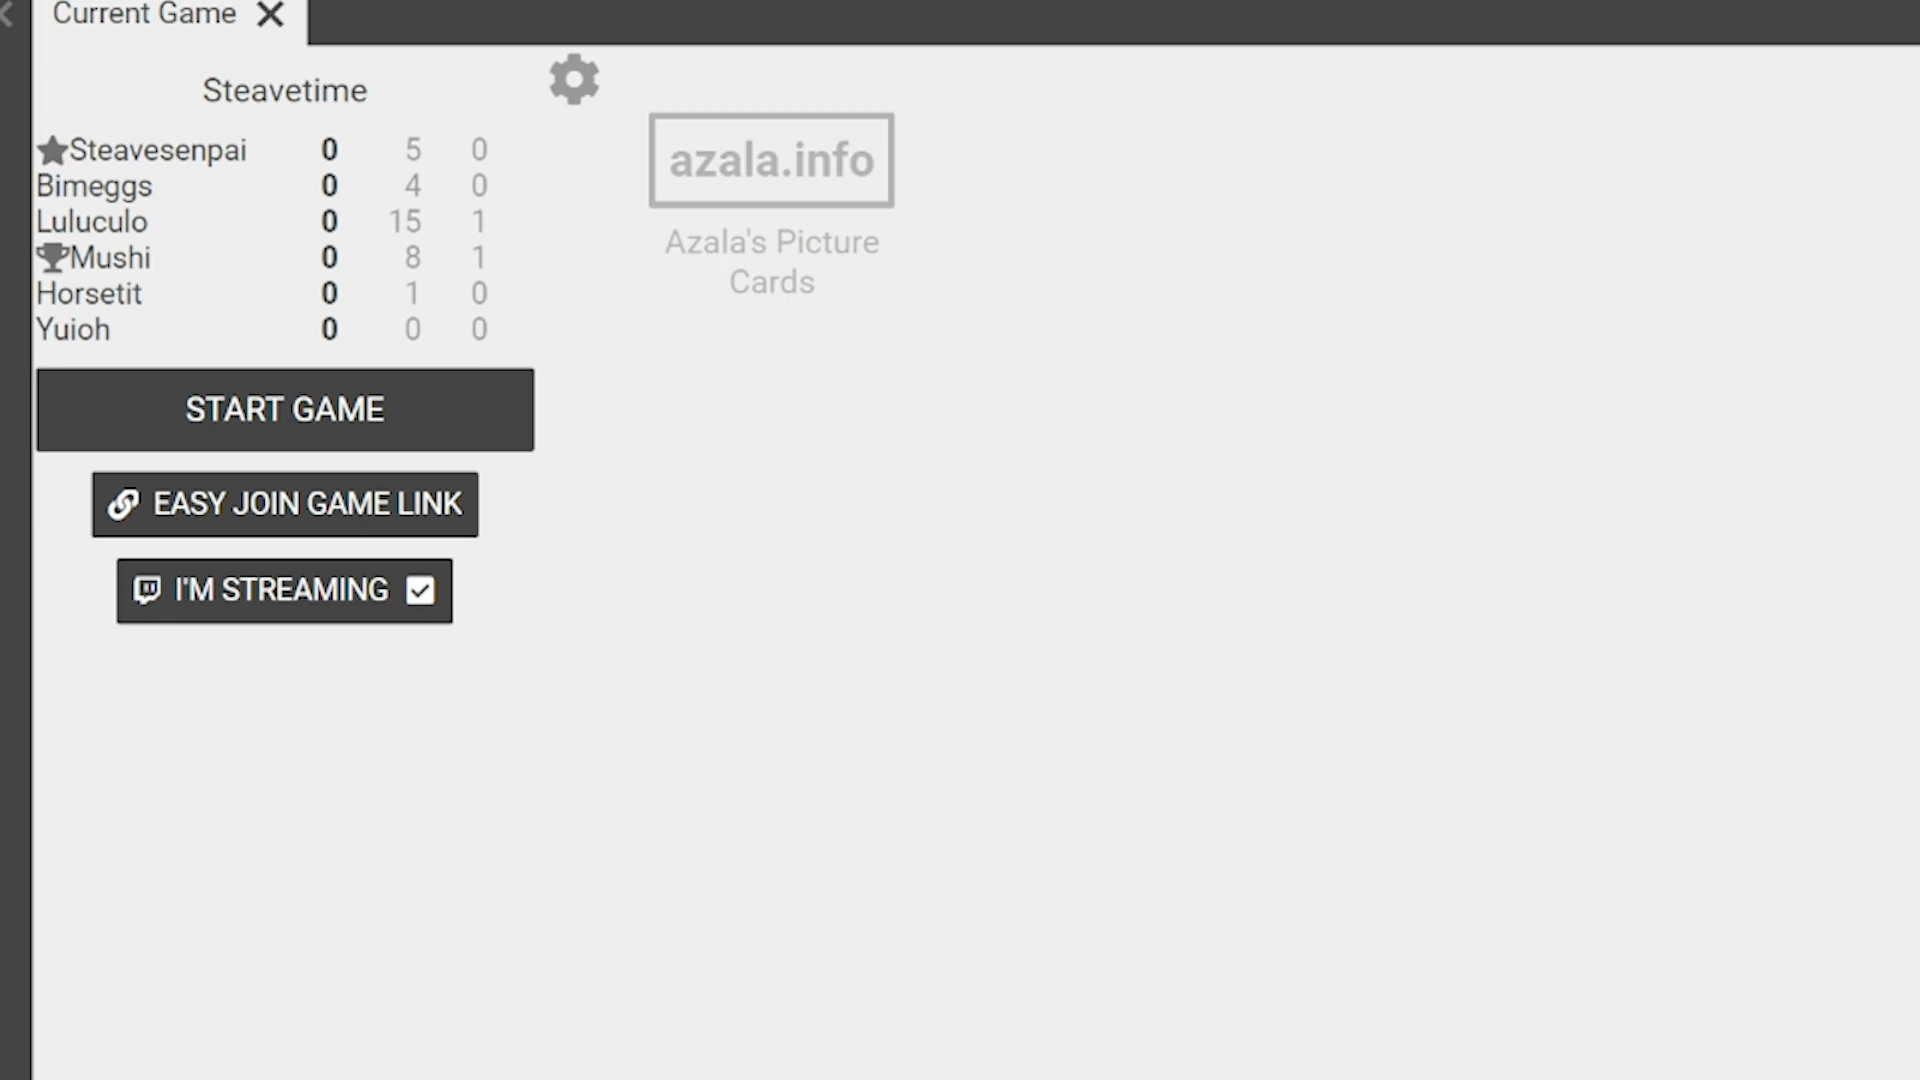 Current Game
Steavetime
Steavesenpai 0 5 0
Bimeggs 0 4 0
Luluculo 0 15 1
Mushi 0 8 1
Horsetit 0 1 0
Yuioh 0 0 0
START GAME
EASY JOIN GAME LINK
I'M STREAMING
azala.info
Azala's Picture
Cards